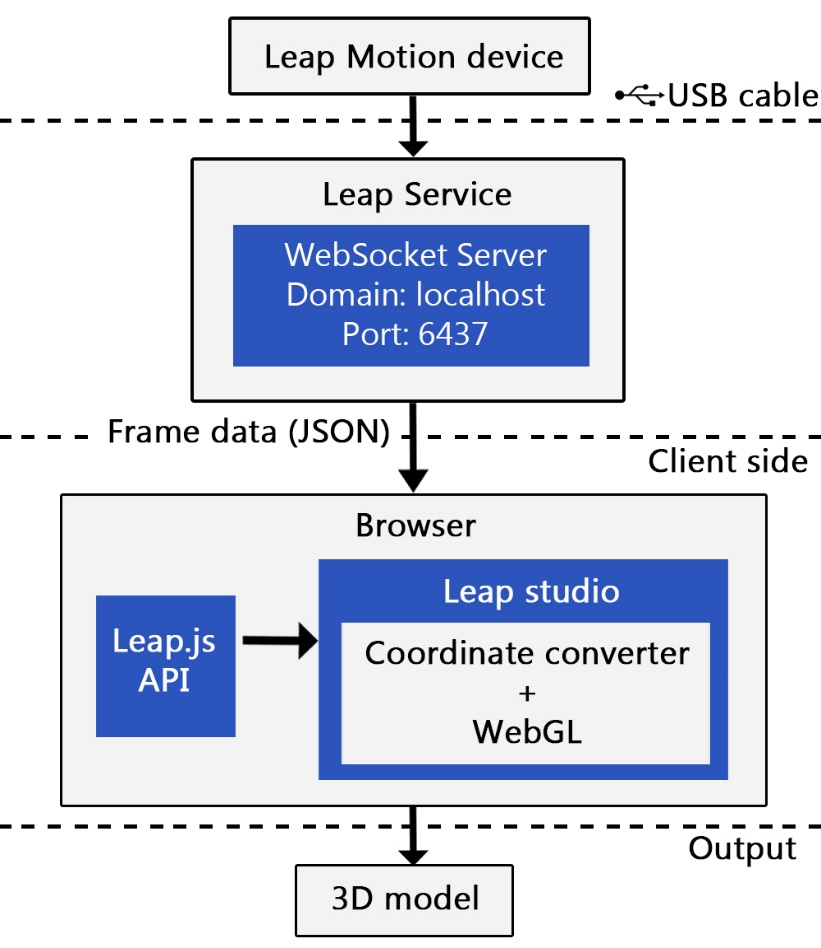 Leap Motion device
USB cable
Leap Service
WebSocket Server
Domain: localhost
Port: 6437
Frame data (JSON)
Client side
Browser
Leap.js
API
Leap studio
Coordinate converter
+
WebGL
Output
3D model